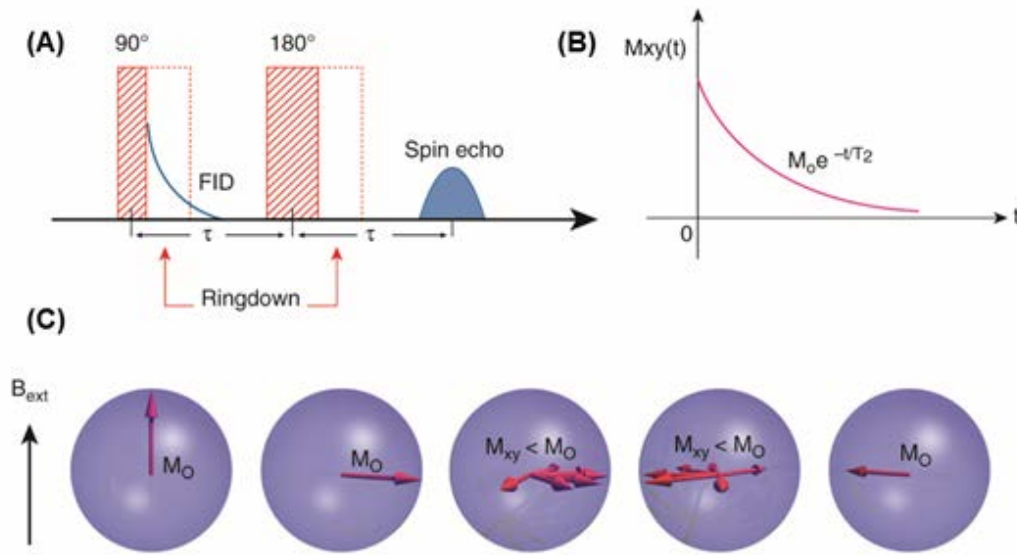 (A)
90°
180°
FID
Spin echo
τ
τ
Ringdown
(B)
Mxy(t)
Moe –t/T2
0
t
(C)
Bext
MO
MO
Mxy < MO
Mxy < MO
MO